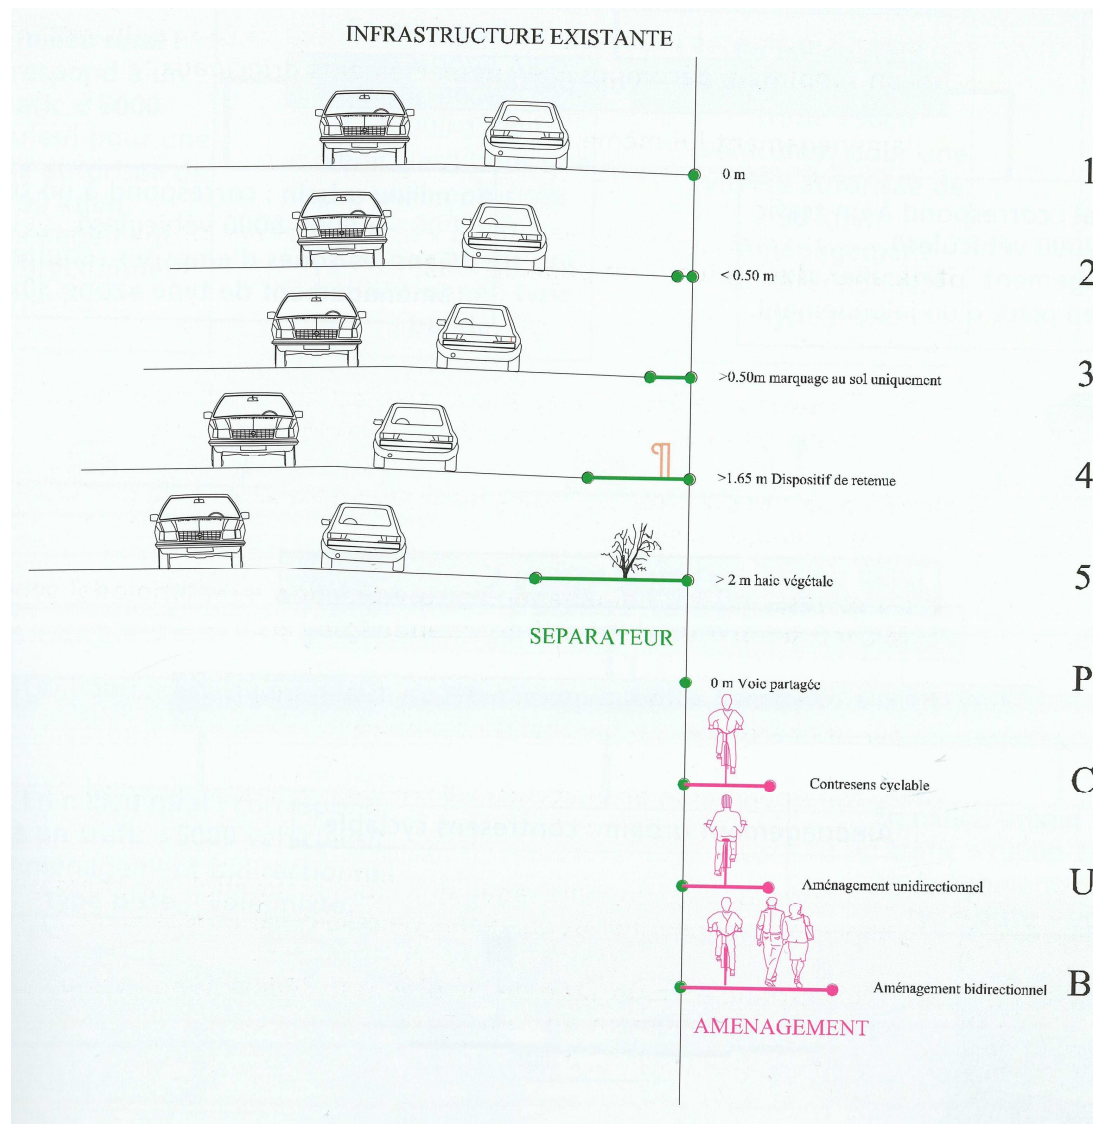 INFRASTRUCTURE EXISTANTE
0 m 1
< 0.50 m 2
>0.50m marquage au sol uniquement 3
>1.65 m Dispositif de retenue 4
> 2 m haie végétale 5
SEPARATEUR
0 m Voie partagée P
Contresens cyclable C
Aménagement unidirectionnel U
Aménagement bidirectionnel B
AMENAGEMENT